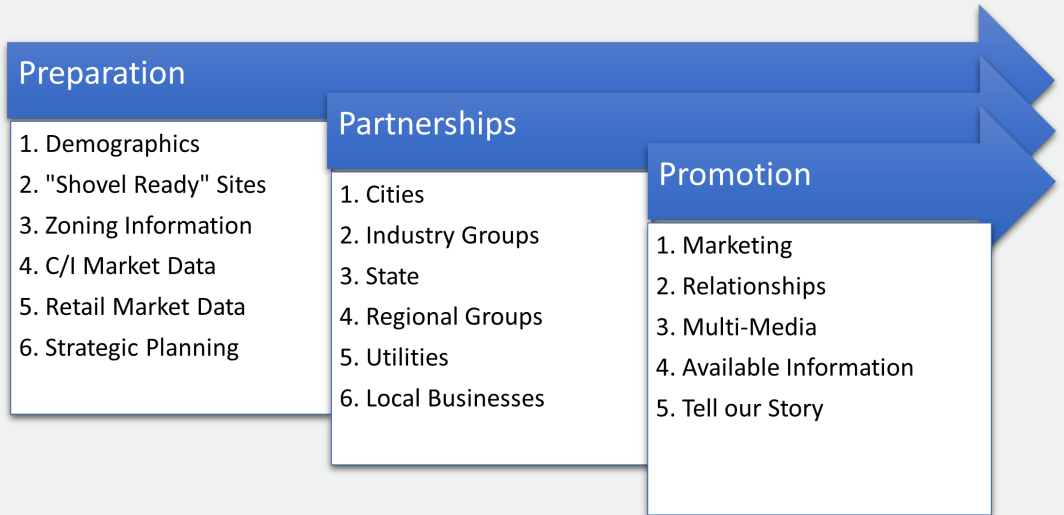 Preparation
1. Demographics
2. "Shovel Ready" Sites
3. Zoning Information
4. C/I Market Data
5. Retail Market Data
6. Strategic Planning
Partnerships
1. Cities
2. Industry Groups
3. State
4. Regional Groups
5. Utilities
6. Local Businesses
Promotion
1. Marketing
2. Relationships
3. Multi-Media
4. Available Information
5. Tell our Story